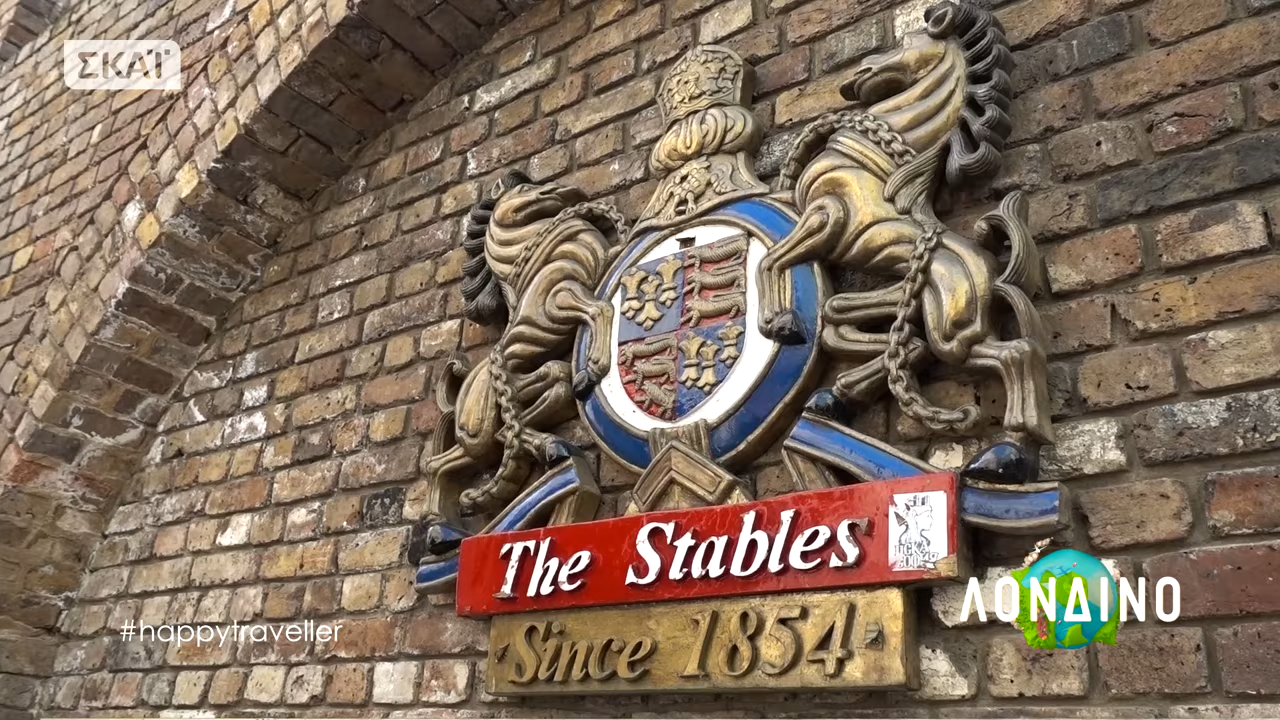 ΣΚΑΪ
The Stables
Since 1854
#happytraveller
ΛΟΝΔΙΝΟ